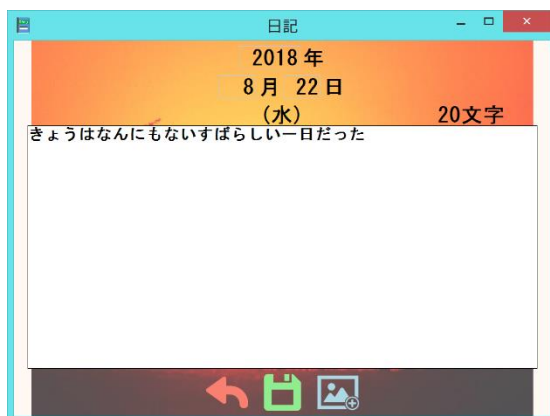 日記
2018 年
8 月 22 日
(水)
20文字
きょうはなんにもないすばらしい一日だった